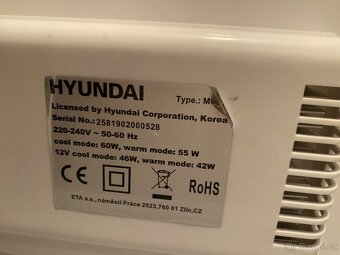 HYUNDAI Type.:
Licensed by Hyundai Corporation, Korea
Serial No.:2581902000528
220-240V ~ 50-60 Hz
cool mode: 60W, warm mode: 55 W
12V cool mode: 46W, warm mode: 42W
CE RoHS
ETA a.s., náměstí Práce 2523,760 01 Zlín,CZ